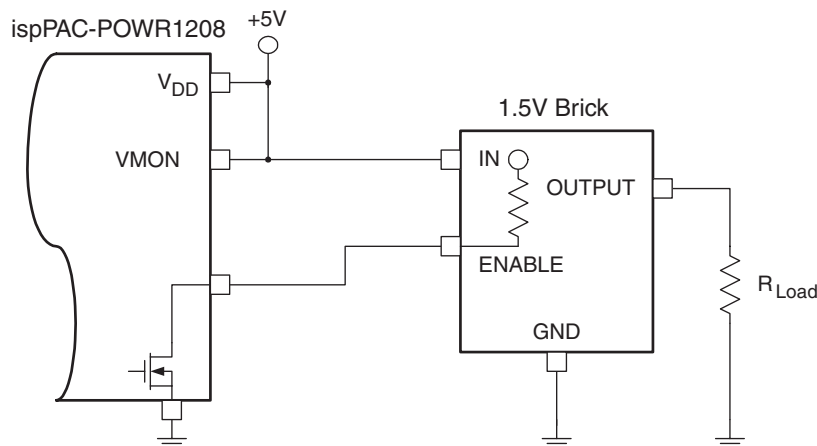 ispPAC-POWR1208
+5V
VDD
1.5V Brick
VMON
IN
OUTPUT
ENABLE
RLoad
GND